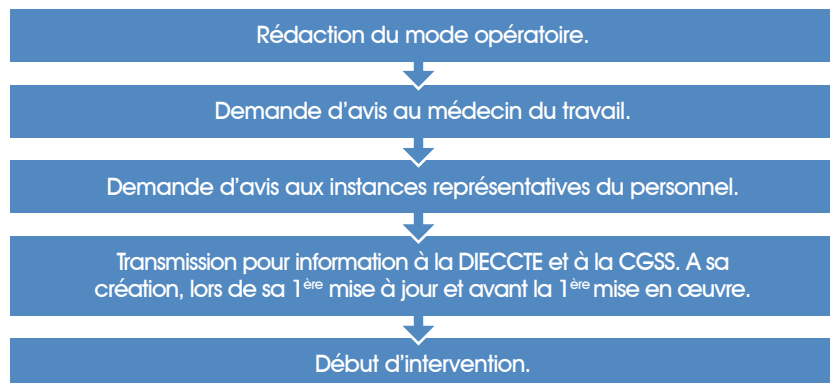 Rédaction du mode opératoire.
Demande d'avis au médecin du travail.
Demande d'avis aux instances représentatives du personnel.
Transmission pour information à la DIECCTE et à la CGSS. A sa
création, lors de sa 1ère mise à jour et avant la 1ère mise en œuvre.
Début d'intervention.